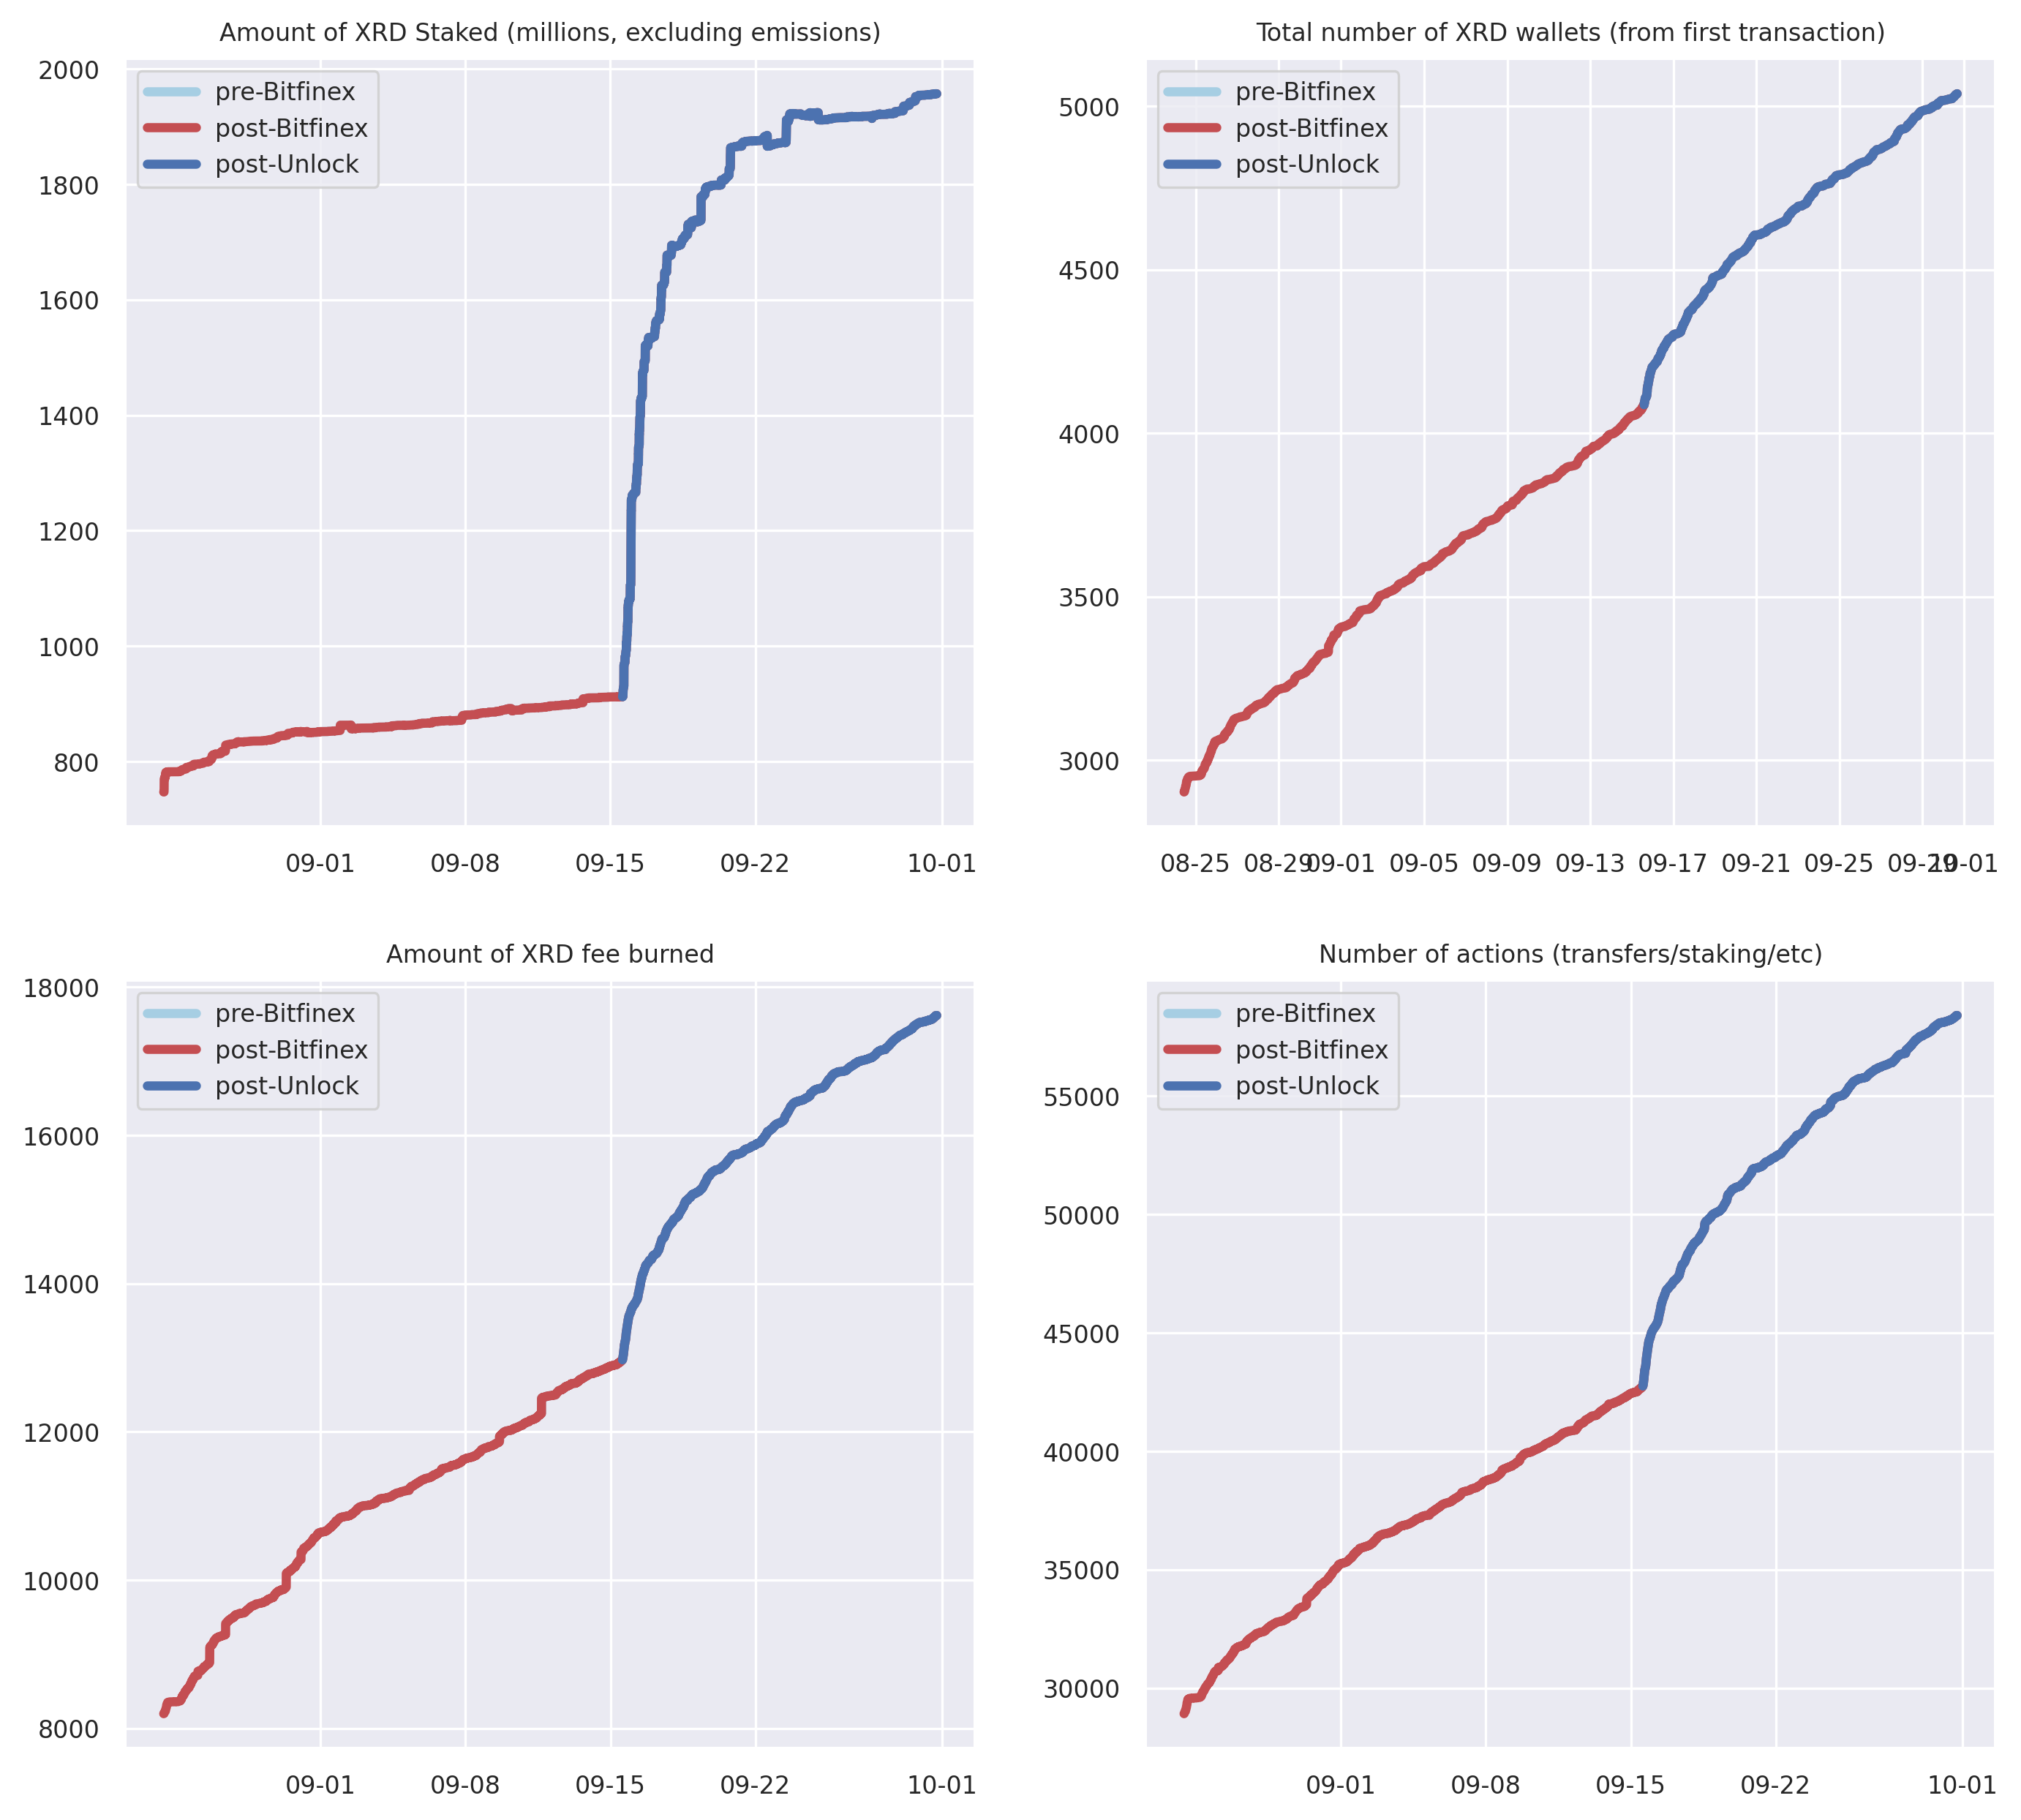 Amount of XRD Staked (millions, excluding emissions)
2000
1800
1600
1400
1200
1000
800
pre-Bitfinex
post-Bitfinex
post-Unlock
09-01 09-08 09-15 09-22 10-01
Total number of XRD wallets (from first transaction)
5000
4500
4000
3500
3000
pre-Bitfinex
post-Bitfinex
post-Unlock
08-25 08-29 09-01 09-05 09-09 09-13 09-17 09-21 09-25 09-29 10-01
Amount of XRD fee burned
18000
16000
14000
12000
10000
8000
pre-Bitfinex
post-Bitfinex
post-Unlock
09-01 09-08 09-15 09-22 10-01
Number of actions (transfers/staking/etc)
55000
50000
45000
40000
35000
30000
pre-Bitfinex
post-Bitfinex
post-Unlock
09-01 09-08 09-15 09-22 10-01